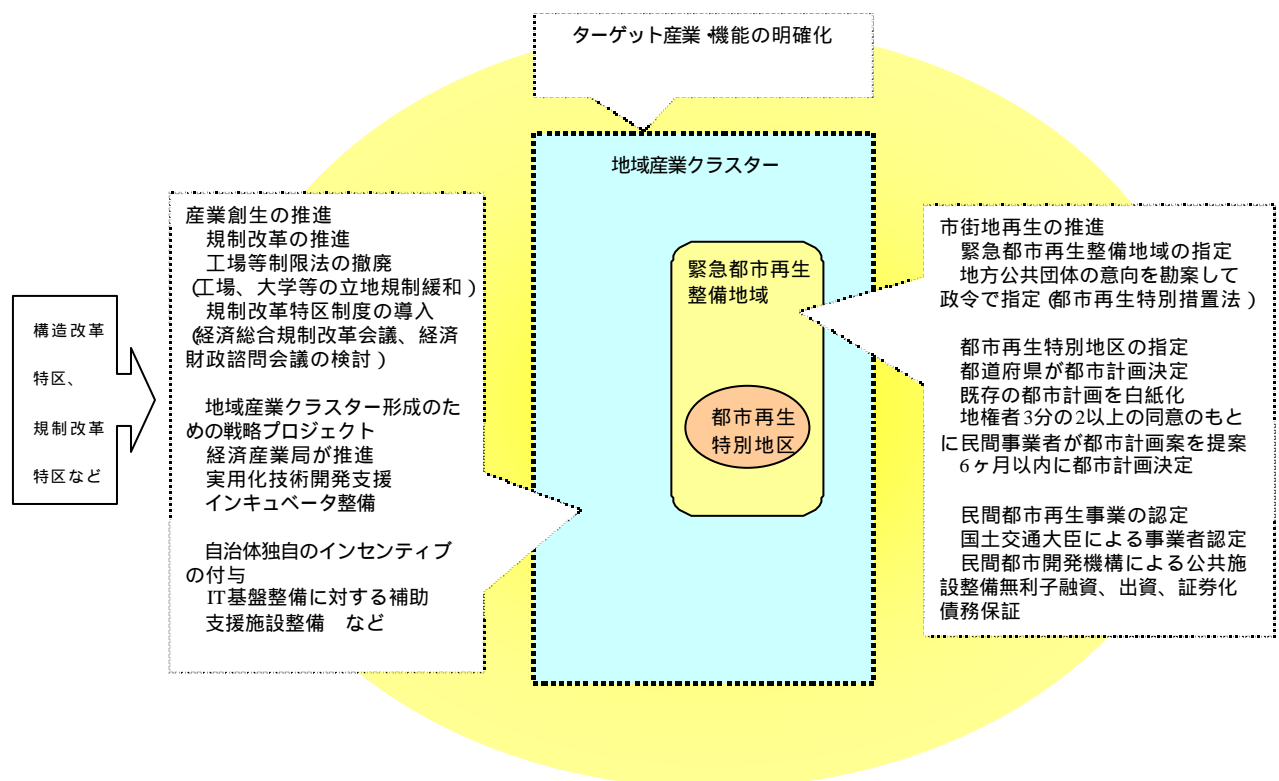 ターゲット産業・機能の明確化
地域産業クラスター
緊急都市再生
整備地域
都市再生
特別地区
構造改革
特区、
規制改革
特区など
産業創生の推進
規制改革の推進
工場等制限法の撤廃
(工場、大学等の立地規制緩和)
規制改革特区制度の導入
(経済総合規制改革会議、経済
財政諮問会議の検討)
地域産業クラスター形成のた
めの戦略プロジェクト
経済産業局が推進
実用化技術開発支援
インキュベータ整備
自治体独自のインセンティブ
の付与
IT基盤整備に対する補助
支援施設整備 など
市街地再生の推進
緊急都市再生整備地域の指定
地方公共団体の意向を勘案して
政令で指定(都市再生特別措置法)
都市再生特別地区の指定
都道府県が都市計画決定
既存の都市計画を白紙化
地権者3分の2以上の同意のもと
に民間事業者が都市計画案を提案
6ヶ月以内に都市計画決定
民間都市再生事業の認定
国土交通大臣による事業者認定
民間都市開発機構による公共施
設整備無利子融資、出資、証券化
債務保証